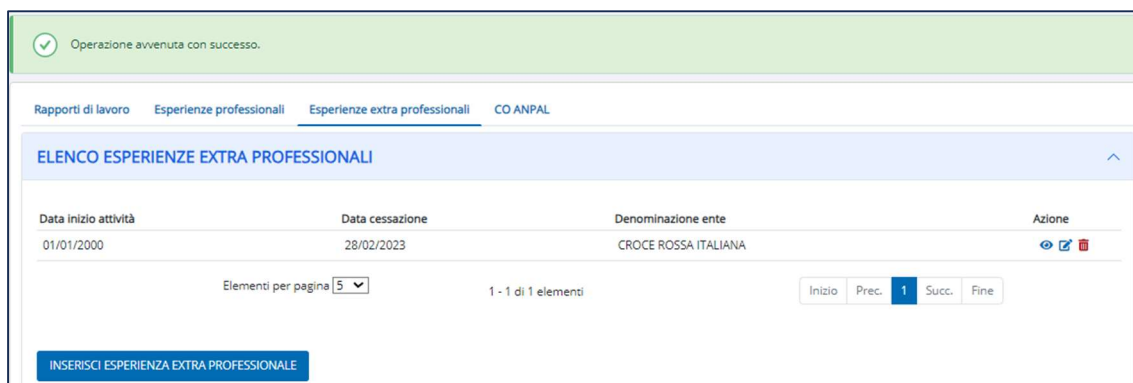 Operazione avvenuta con successo.
Rapporti di lavoro Esperienze professionali Esperienze extra professionali CO ANPAL
ELENCO ESPERIENZE EXTRA PROFESSIONALI
Data inizio attività Data cessazione Denominazione ente Azione
01/01/2000 28/02/2023 CROCE ROSSA ITALIANA
Elementi per pagina 5 1 - 1 di 1 elementi Inizio Prec. 1 Succ. Fine
INSERISCI ESPERIENZA EXTRA PROFESSIONALE